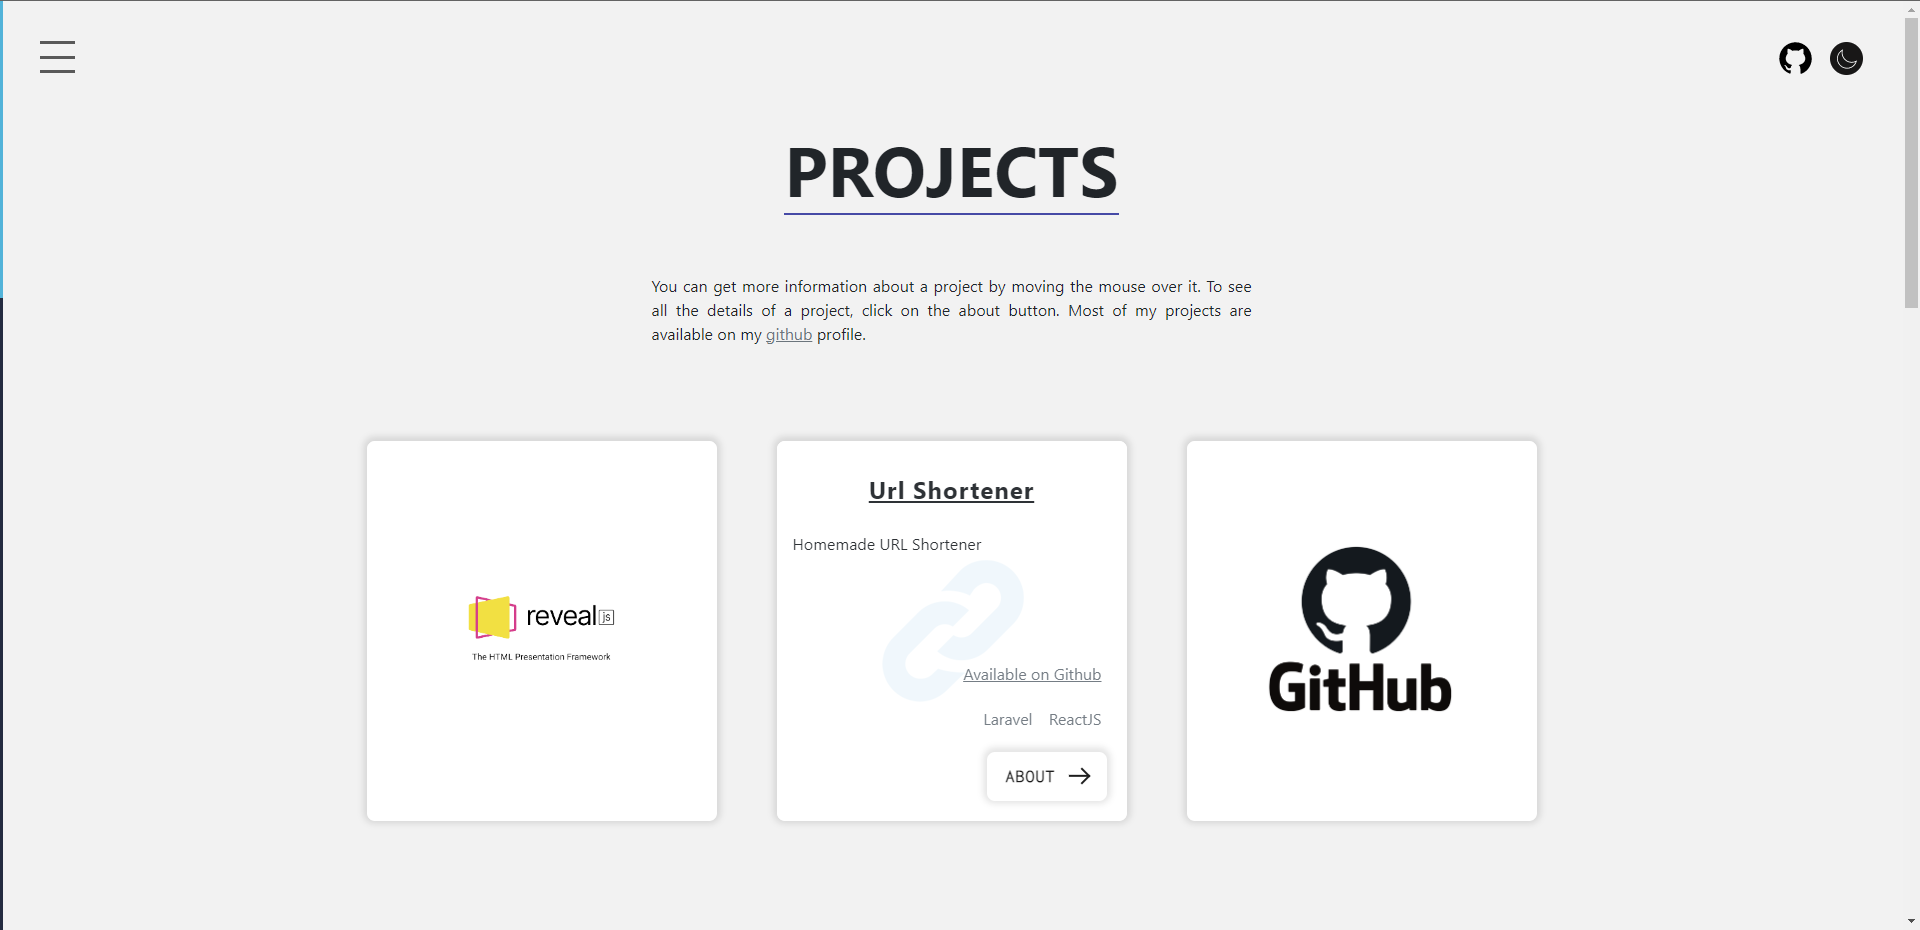 PROJECTS
You can get more information about a project by moving the mouse over it. To see
all the details of a project, click on the about button. Most of my projects are
available on my github profile.
reveal js
The HTML Presentation Framework
Url Shortener
Homemade URL Shortener
Available on Github
Laravel ReactJS
ABOUT
GitHub